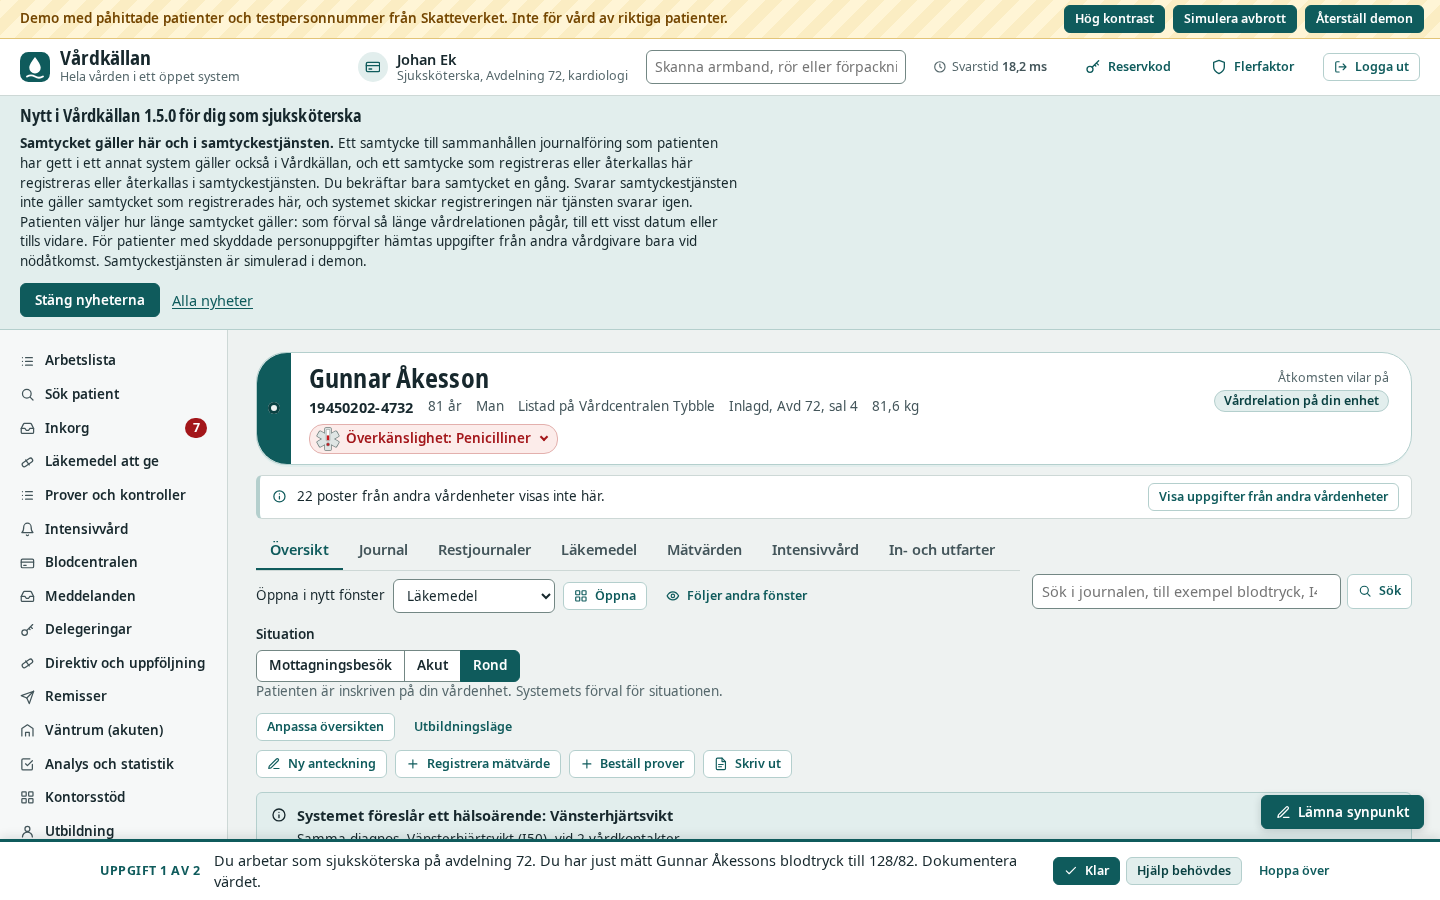 Demo med påhittade patienter och testpersonnummer från Skatteverket. Inte för vård av riktiga patienter.
Hög kontrast
Simulera avbrott
Återställ demon
Vårdkällan
Hela vården i ett öppet system
Johan Ek
Sjuksköterska, Avdelning 72, kardiologi
Skanna armband, rör eller förpackni
Svarstid 18,2 ms
Reservkod
Flerfaktor
Logga ut
Nytt i Vårdkällan 1.5.0 för dig som sjuksköterska
Samtycket gäller här och i samtyckestjänsten. Ett samtycke till sammanhållen journalföring som patienten
har gett i ett annat system gäller också i Vårdkällan, och ett samtycke som registreras eller återkallas här
registreras eller återkallas i samtyckestjänsten. Du bekräftar bara samtycket en gång. Svarar samtyckestjänsten
inte gäller samtycket som registrerades här, och systemet skickar registreringen när tjänsten svarar igen.
Patienten väljer hur länge samtycket gäller: som förval så länge vårdrelationen pågår, till ett visst datum eller
tills vidare. För patienter med skyddade personuppgifter hämtas uppgifter från andra vårdgivare bara vid
nödåtkomst. Samtyckestjänsten är simulerad i demon.
Stäng nyheterna
Alla nyheter
Arbetslista
Sök patient
Inkorg
7
Läkemedel att ge
Prover och kontroller
Intensivvård
Blodcentralen
Meddelanden
Delegeringar
Direktiv och uppföljning
Remisser
Väntrum (akuten)
Analys och statistik
Kontorsstöd
Utbildning
Gunnar Åkesson
19450202-4732
81 år
Man
Listad på Vårdcentralen Tybble
Inlagd, Avd 72, sal 4
81,6 kg
Överkänslighet: Penicilliner
Åtkomsten vilar på
Vårdrelation på din enhet
22 poster från andra vårdenheter visas inte här.
Visa uppgifter från andra vårdenheter
Översikt
Journal
Restjournaler
Läkemedel
Mätvärden
Intensivvård
In- och utfarter
Öppna i nytt fönster
Läkemedel
Öppna
Följer andra fönster
Sök i journalen, till exempel blodtryck, I4
Sök
Situation
Mottagningsbesök
Akut
Rond
Patienten är inskriven på din vårdenhet. Systemets förval för situationen.
Anpassa översikten
Utbildningsläge
Ny anteckning
Registrera mätvärde
Beställ prover
Skriv ut
Systemet föreslår ett hälsoärende: Vänsterhjärtsvikt
Samma diagnos, Vänsterhjärtsvikt (I50), vid 2 vårdkontakter.
Lämna synpunkt
UPPGIFT 1 AV 2
Du arbetar som sjuksköterska på avdelning 72. Du har just mätt Gunnar Åkessons blodtryck till 128/82. Dokumentera
värdet.
Klar
Hjälp behövdes
Hoppa över